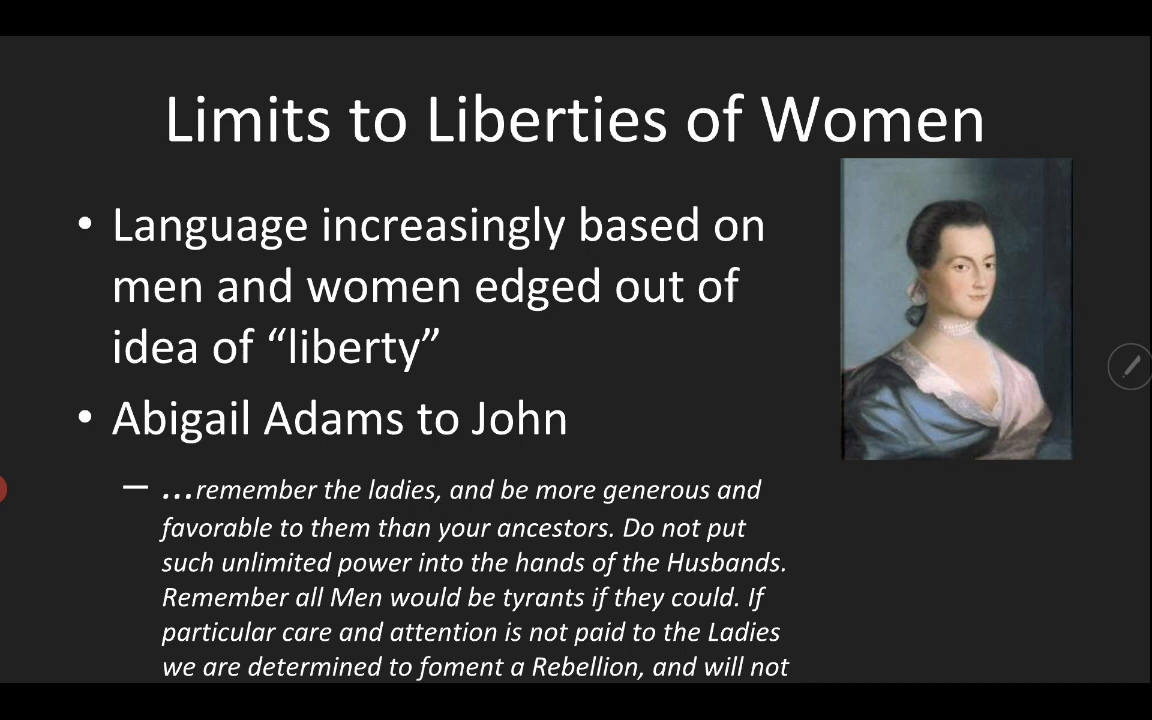 Limits to Liberties of Women
• Language increasingly based on
men and women edged out of
idea of “liberty”
• Abigail Adams to John
– …remember the ladies, and be more generous and
favorable to them than your ancestors. Do not put
such unlimited power into the hands of the Husbands.
Remember all Men would be tyrants if they could. If
particular care and attention is not paid to the Ladies
we are determined to foment a Rebellion, and will not